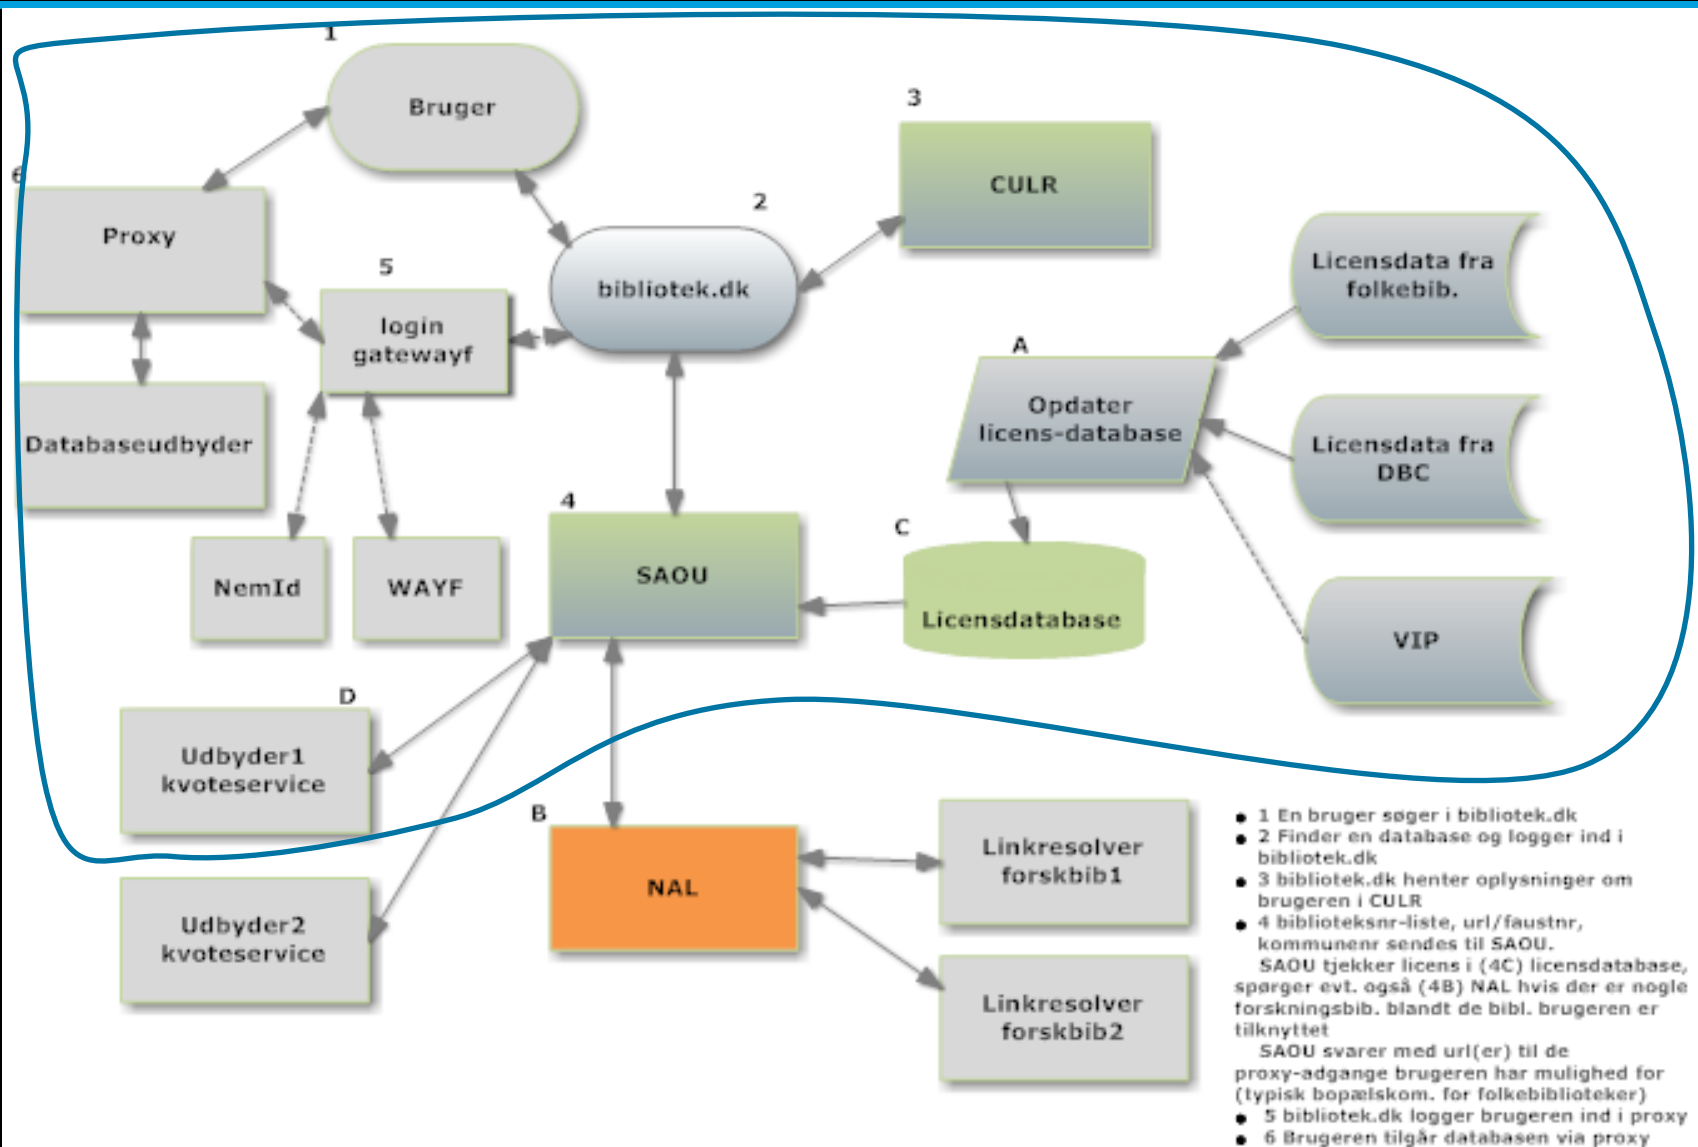 1
Bruger
3
CULR
6
Proxy
2
bibliotek.dk
5
login
gatewayf
Licensdata fra
folkebib.
A
Opdater
licens-database
Databaseudbyder
Licensdata fra
DBC
4
SAOU
C
Licensdatabase
NemId
WAYF
VIP
D
Udbyder1
kvoteservice
B
NAL
Linkresolver
forskbib1
Udbyder2
kvoteservice
Linkresolver
forskbib2
● 1 En bruger søger i bibliotek.dk
● 2 Finder en database og logger ind i
bibliotek.dk
● 3 bibliotek.dk henter oplysninger om
brugeren i CULR
● 4 biblioteksnr-liste, url/faustnr,
kommunenr sendes til SAOU.
SAOU tjekker licens i (4C) licensdatabase,
spørger evt. også (4B) NAL hvis der er nogle
forskningsbib. blandt de bibl. brugeren er
tilknyttet
SAOU svarer med url(er) til de
proxy-adgange brugeren har mulighed for
(typisk bopælskom. for folkebiblioteker)
● 5 bibliotek.dk logger brugeren ind i proxy
● 6 Brugeren tilgår databasen via proxy